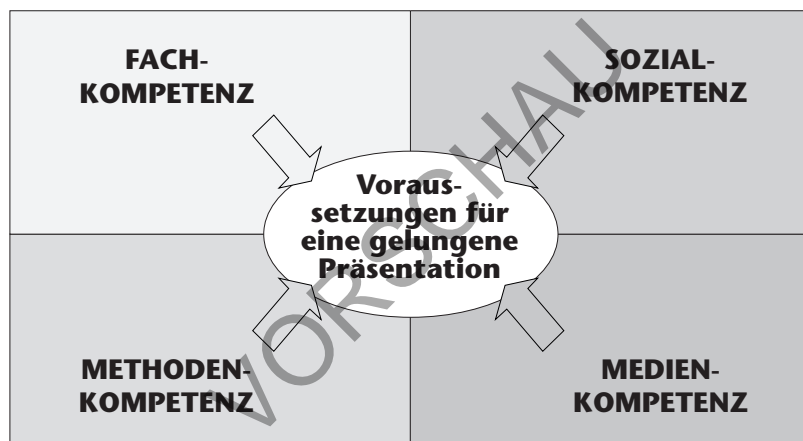 FACH-
KOMPETENZ
SOZIAL-
KOMPETENZ
Voraus-
setzungen für
eine gelungene
Präsentation
METHODEN-
KOMPETENZ
MEDIEN-
KOMPETENZ
VORSCHAU